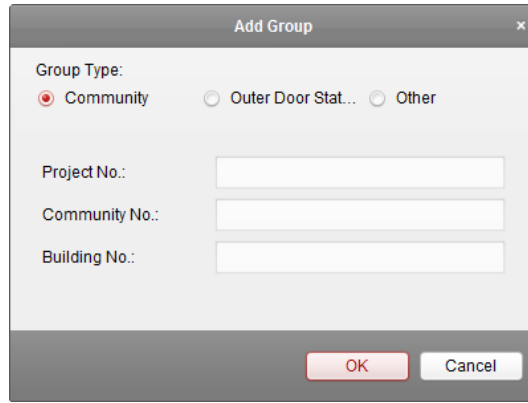 Add Group ×
Group Type:
Community Outer Door Stat... Other
Project No.:
Community No.:
Building No.:
OK Cancel